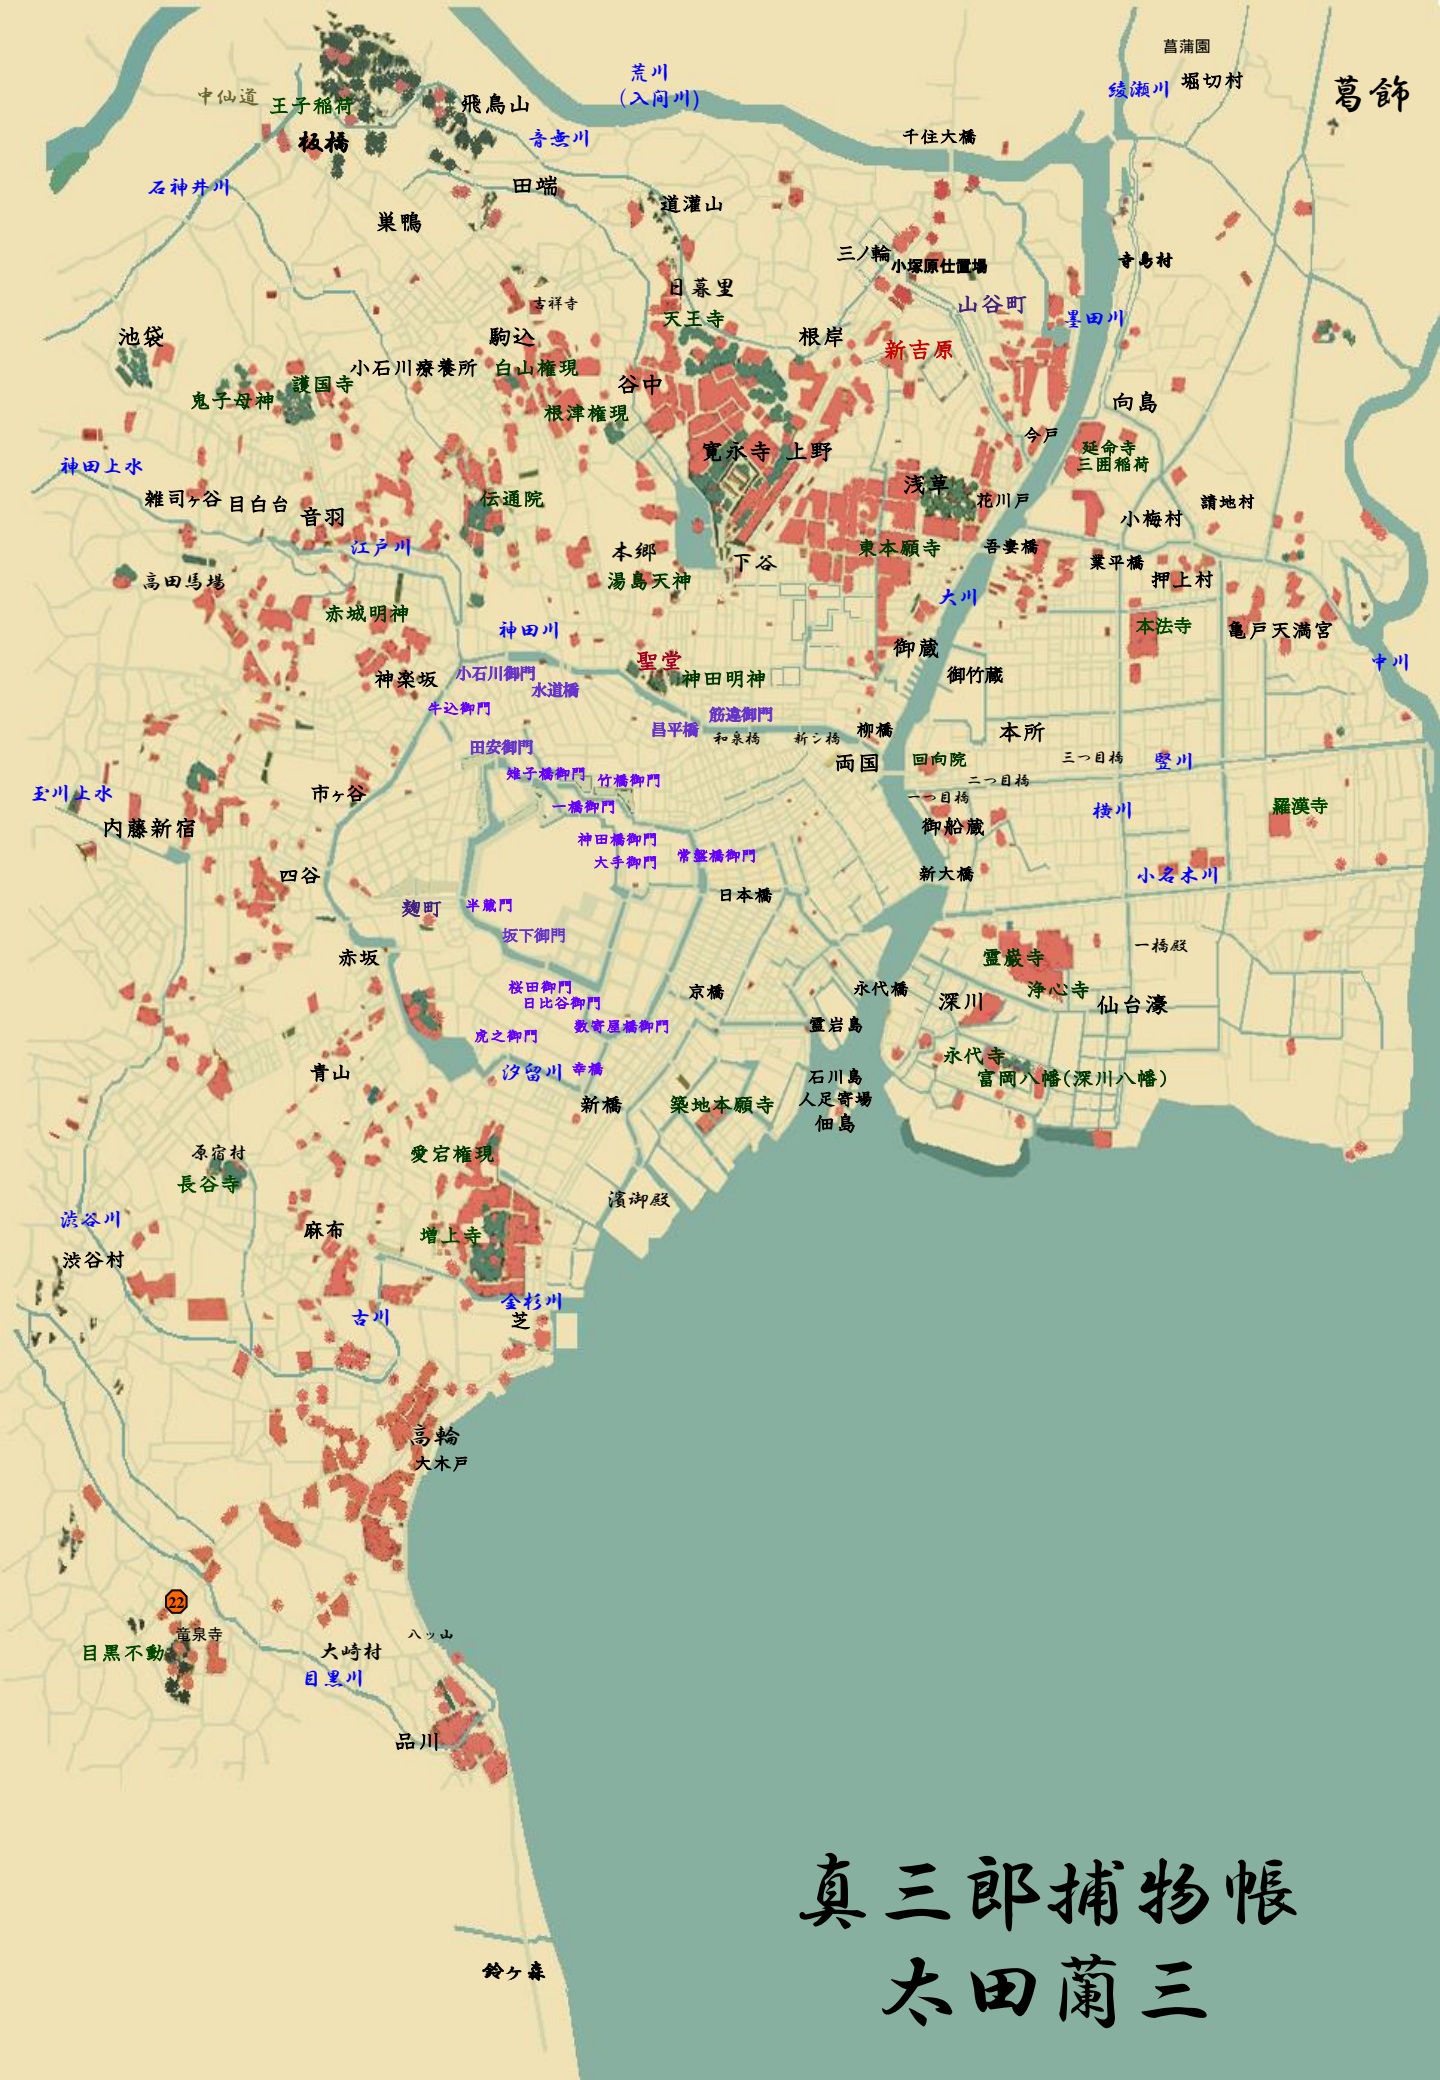 菖蒲園
荒川
(入间川)
綾瀬川
堀切村
葛飾
中仙道
王子稲荷
飛鳥山
板橋
音無川
千住大橋
石神井川
田端
道灌山
巣鴨
三ノ輪
小塚原仕置場
寺島村
日暮里
吉祥寺
山谷町
天王寺
墨田川
池袋
駒込
根岸
新吉原
小石川療養所
白山権現
護国寺
谷中
鬼子母神
根津権現
向島
今戸
延命寺
三囲稲荷
寛永寺
上野
神田上水
浅草
雑司ヶ谷
目白台
伝通院
花川戸
請地村
音羽
小梅村
江戸川
本郷
下谷
東本願寺
吾妻橋
業平橋
高田馬場
湯島天神
押上村
大川
赤城明神
神田川
本法寺
亀戸天満宮
御蔵
聖堂
中川
神楽坂
小石川御門
水道橋
神田明神
御竹蔵
牛込御門
昌平橋
筋違御門
和泉橋
新シ橋
柳橋
本所
田安御門
両国
回向院
三つ目橋
竪川
雉子橋御門
竹橋御門
二つ目橋
玉川上水
市ヶ谷
一橋御門
一つ目橋
横川
羅漢寺
内藤新宿
神田橋御門
御船蔵
大手御門
常盤橋御門
四谷
新大橋
小名木川
日本橋
麹町
半蔵門
坂下御門
一橋殿
赤坂
霊巌寺
桜田御門
京橋
永代橋
浄心寺
日比谷御門
深川
仙台濠
数寄屋橋御門
霊岩島
虎之御門
永代寺
青山
汐留川
幸橋
石川島
富岡八幡(深川八幡)
新橋
築地本願寺
人足寄場
佃島
原宿村
愛宕権現
長谷寺
濱御殿
渋谷川
麻布
増上寺
渋谷村
金杉川
古川
芝
高輪
大木戸
22
竜泉寺
八ッ山
目黒不動
大崎村
目黒川
品川
真三郎捕物帳
太田蘭三
鈴ヶ森